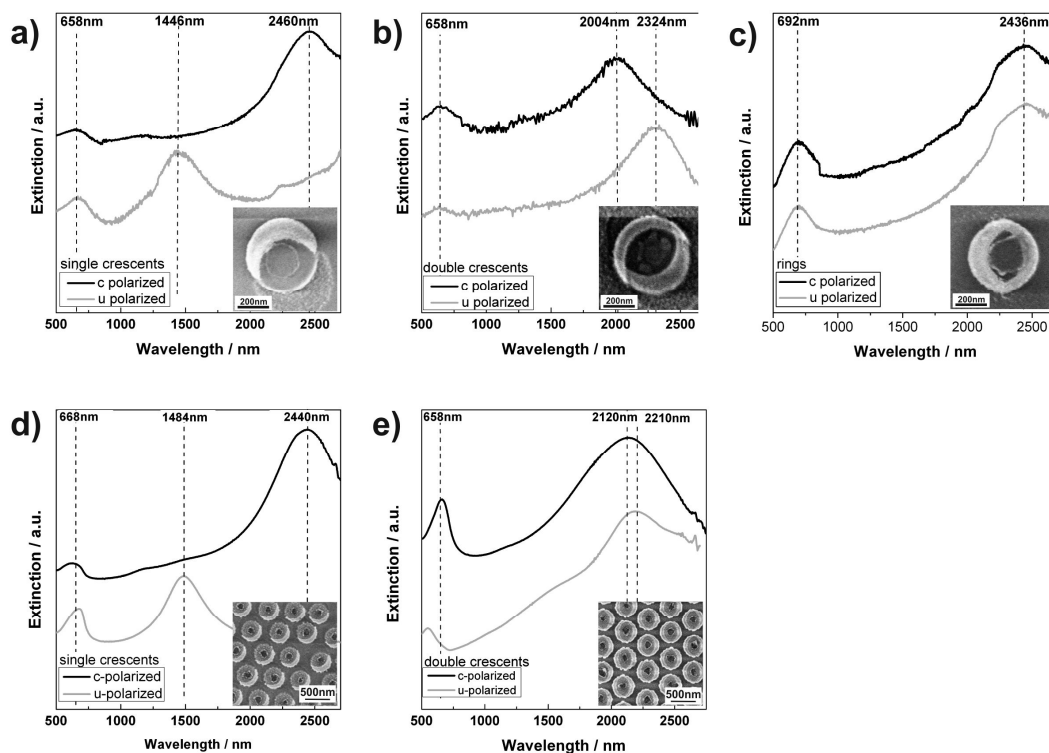 a)
658nm 1446nm 2460nm
Extinction / a.u.
single crescents
c polarized
u polarized
200nm
500 1000 1500 2000 2500
Wavelength / nm
b)
658nm 2004nm 2324nm
Extinction / a.u.
double crescents
c polarized
u polarized
200nm
500 1000 1500 2000 2500
Wavelength / nm
c)
692nm 2436nm
Extinction / a.u.
rings
c polarized
u polarized
200nm
500 1000 1500 2000 2500
Wavelength / nm
d)
668nm 1484nm 2440nm
Extinction / a.u.
single crescents
c-polarized
u-polarized
500nm
500 1000 1500 2000 2500
Wavelength / nm
e)
658nm 2120nm 2210nm
Extinction / a.u.
double crescents
c-polarized
u-polarized
500nm
500 1000 1500 2000 2500
Wavelength / nm